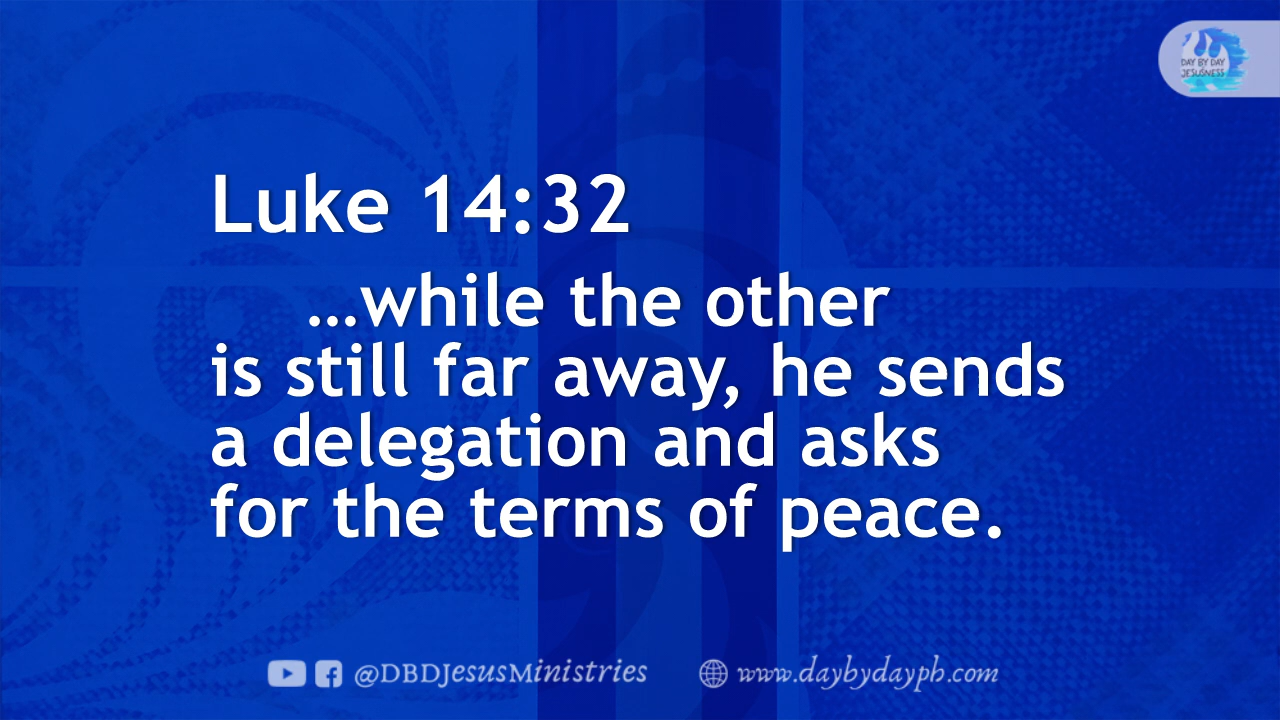 DAY BY DAY
JESUSNESS
Luke 14:32
...while the other
is still far away, he sends
a delegation and asks
for the terms of peace.
@DBDJesusMinistries www.daybydayph.com